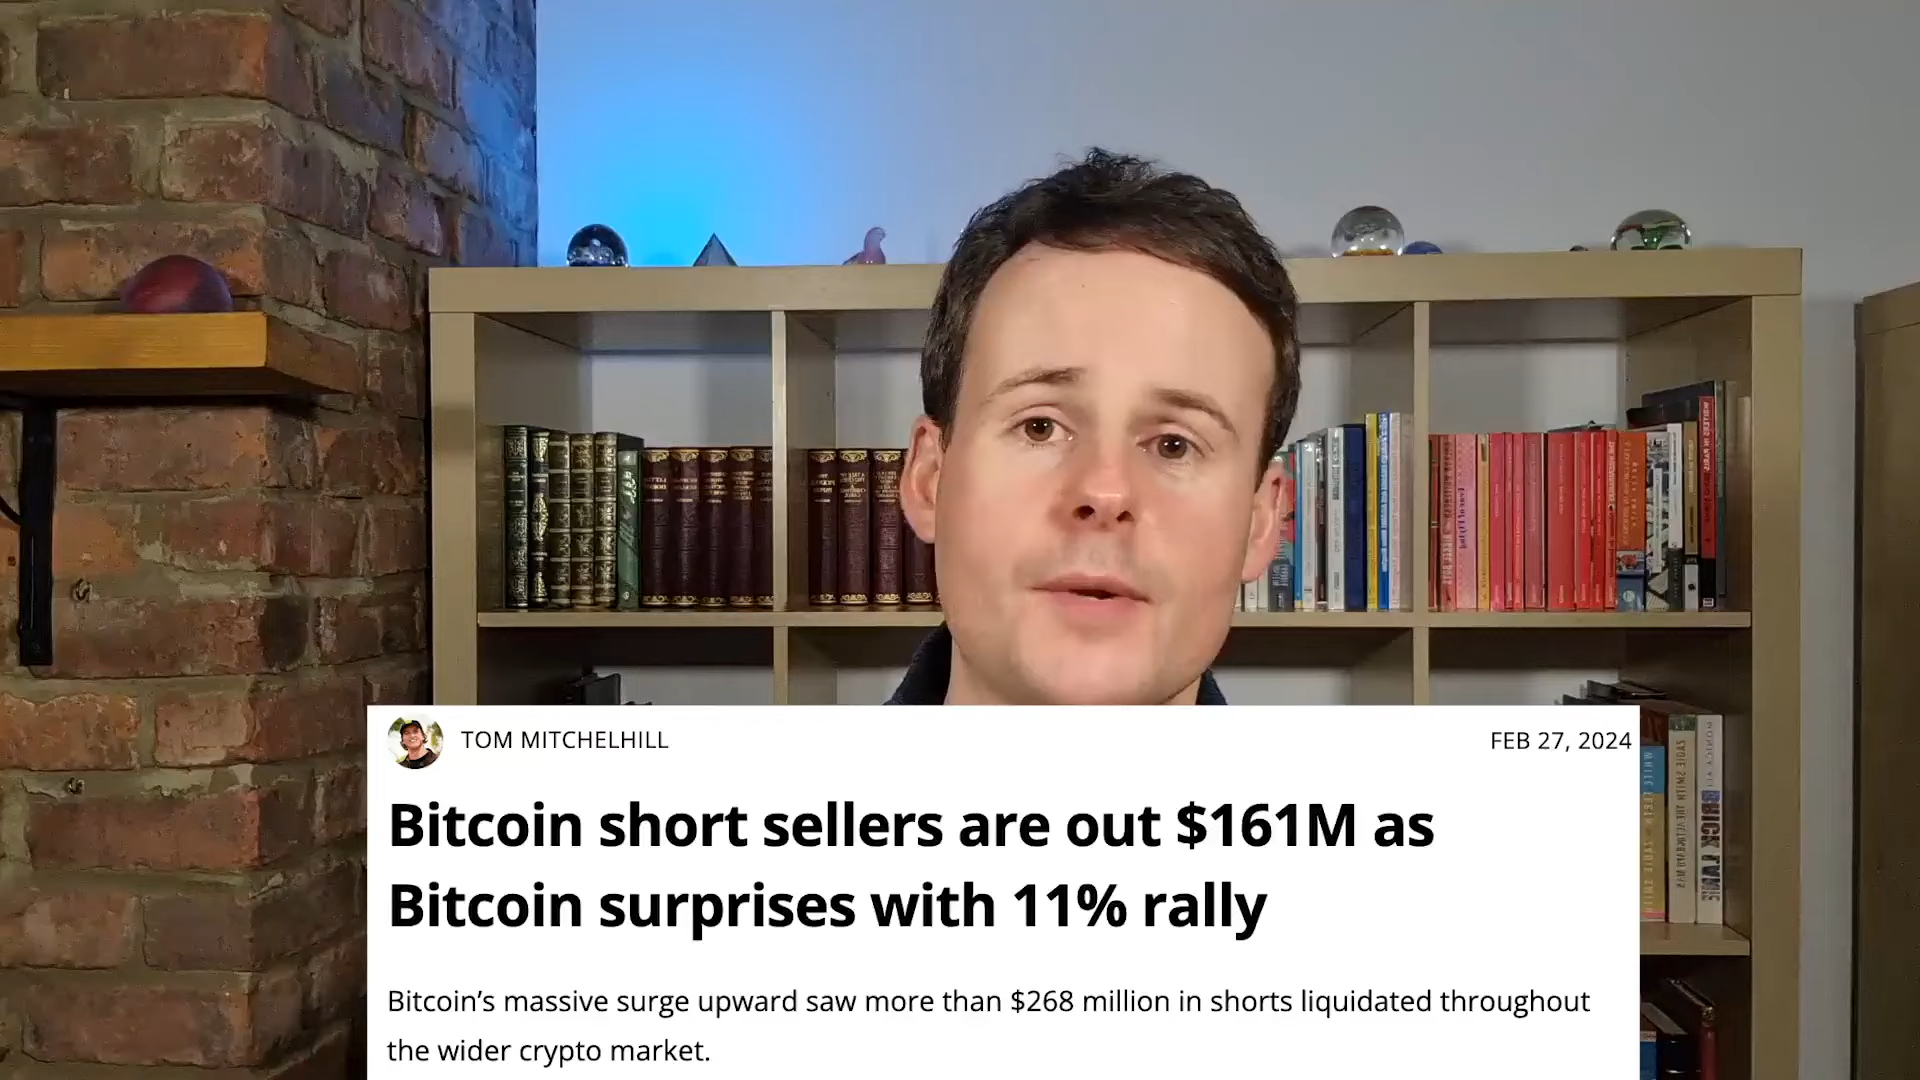 TOM MITCHELHILL
FEB 27, 2024
Bitcoin short sellers are out $161M as
Bitcoin surprises with 11% rally
Bitcoin’s massive surge upward saw more than $268 million in shorts liquidated throughout
the wider crypto market.